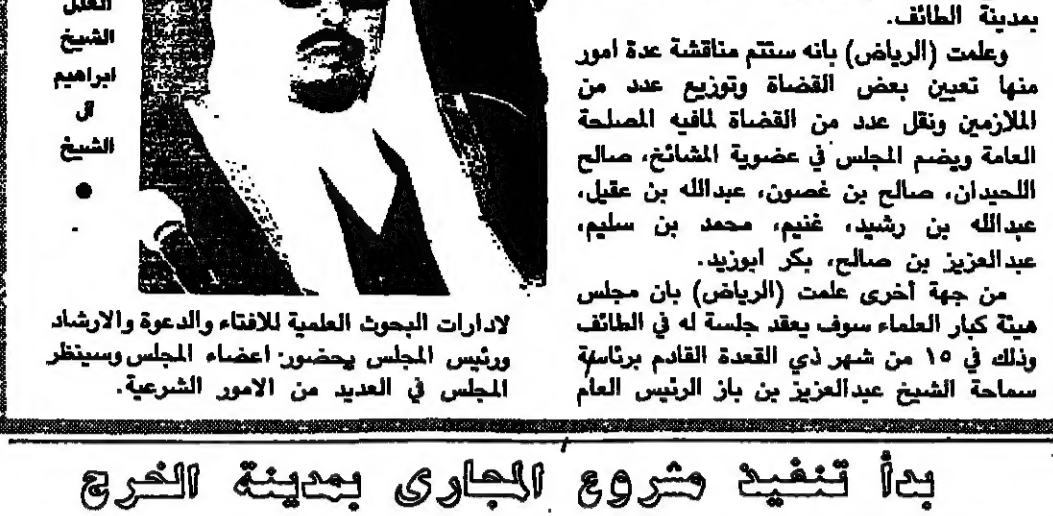 بمدينة الطائف.
وعلمت (الرياض) بانه ستتم مناقشة عدة امور
منها تعيين بعض القضاة وتوزيع عدد من
الملازمين ونقل عدد من القضاة لمافيه المصلحة
العامة ويضم المجلس في عضوية المشائخ، صالح
اللحيدان، صالح بن غصون، عبدالله بن عقيل،
عبدالله بن رشيد، غنيم، محمد بن سليم،
عبدالعزيز بن صالح، بكر ابوزيد.
من جهة أخرى علمت (الرياض) بان مجلس
هيئة كبار العلماء سوف يعقد جلسة له في الطائف
وذلك في ١٥ من شهر ذي القعدة القادم برئاسة
سماحة الشيخ عبدالعزيز بن باز الرئيس العام
الشيخ
ابراهيم
ال
الشيخ
لادارات البحوث العلمية للافتاء والدعوة والارشاد
ورئيس المجلس بحضور اعضاء المجلس وسينظر
المجلس في العديد من الامور الشرعية.
بدأ تنفيذ مشروع المجارى بمدينة الخرج